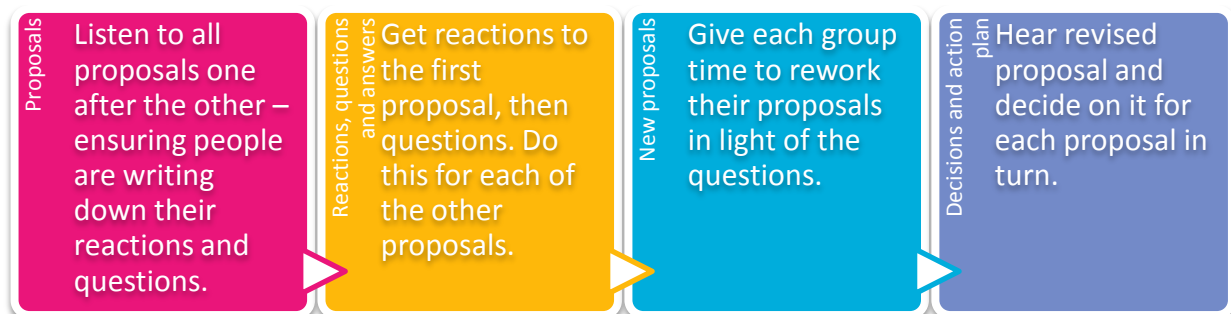 Proposals
Listen to all
proposals one
after the other –
ensuring people
are writing
down their
reactions and
questions.
Reactions, questions
and answers
Get reactions to
the first
proposal, then
questions. Do
this for each of
the other
proposals.
New proposals
Give each group
time to rework
their proposals
in light of the
questions.
Decisions and action
plan
Hear revised
proposal and
decide on it for
each proposal in
turn.